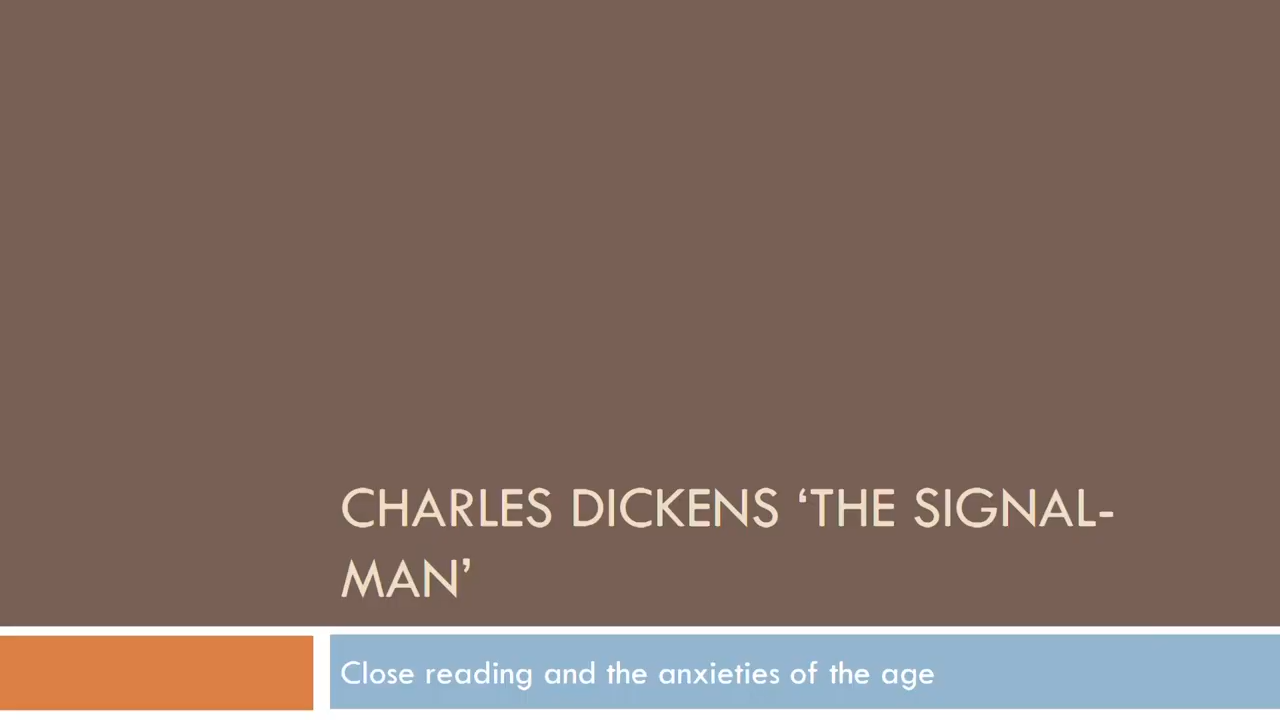 CHARLES DICKENS ‘THE SIGNAL-
MAN’
Close reading and the anxieties of the age